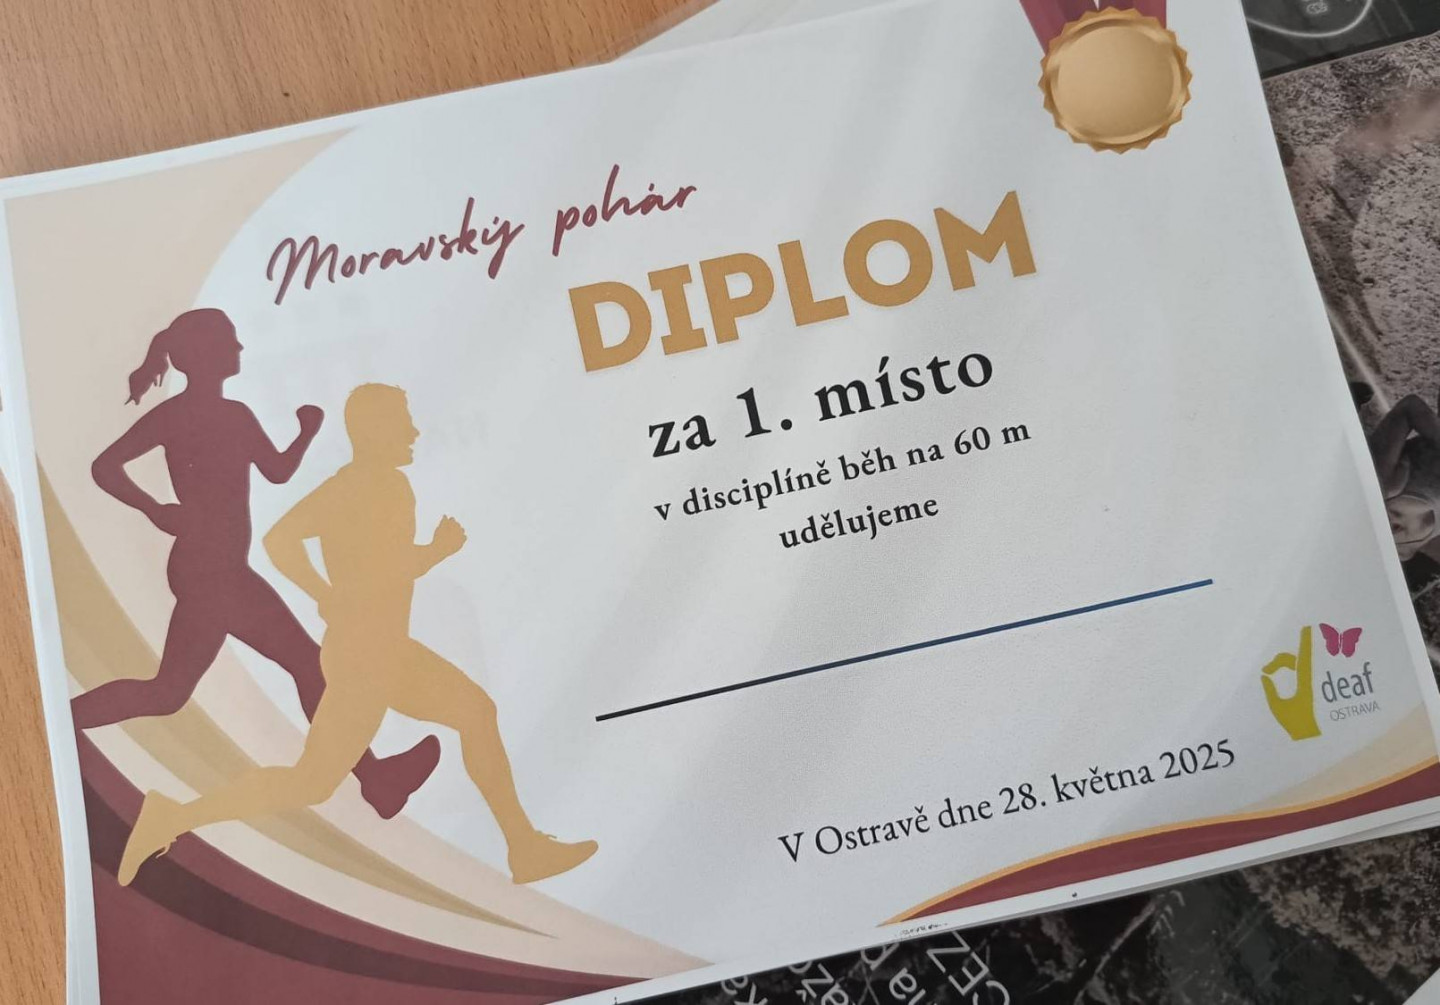 Moravský pohár
DIPLOM
za 1. místo
v disciplíně běh na 60 m
udělujeme
deaf
OSTRAVA
V Ostravě dne 28. května 2025